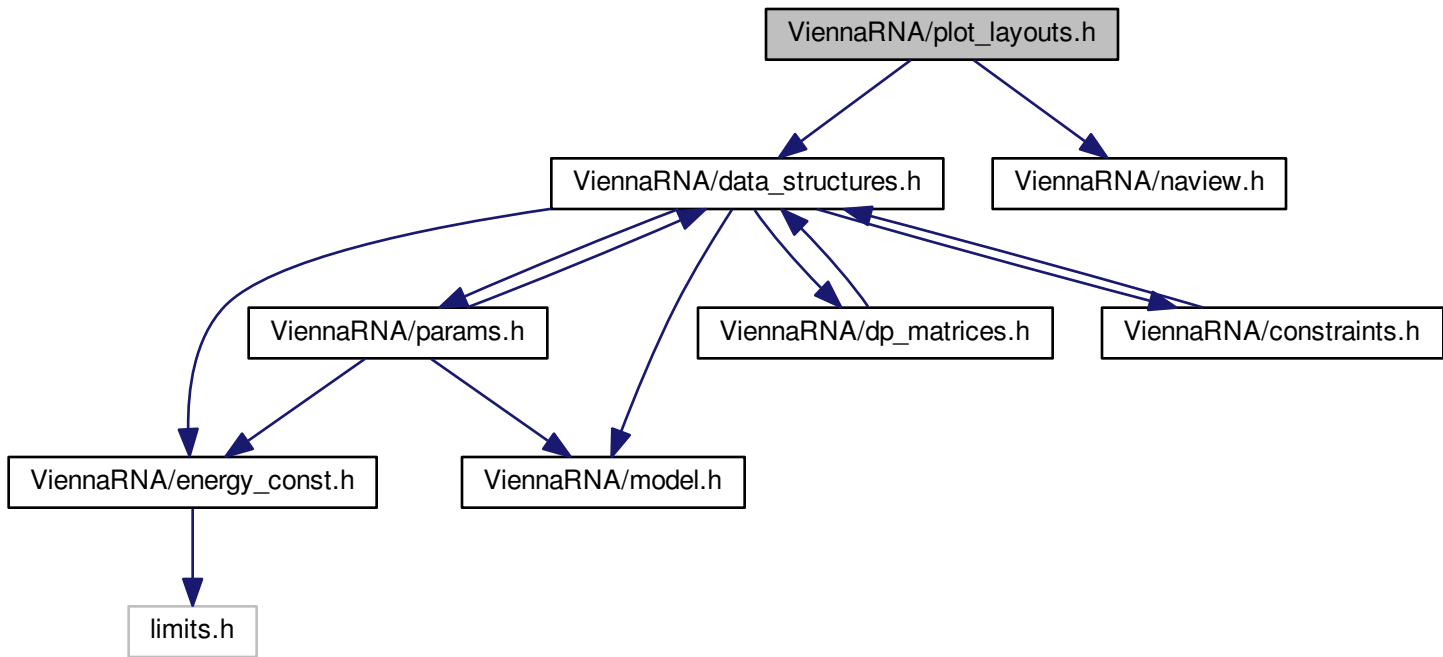 ViennaRNA/plot_layouts.h
ViennaRNA/data_structures.h
ViennaRNA/naview.h
ViennaRNA/params.h
ViennaRNA/dp_matrices.h
ViennaRNA/constraints.h
ViennaRNA/energy_const.h
ViennaRNA/model.h
limits.h